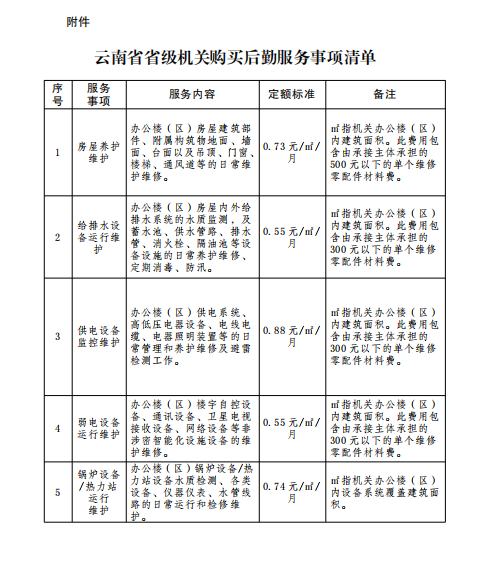 附件
云南省省级机关购买后勤服务事项清单
序号 服务事项 服务内容 定额标准 备注
1
房屋养护
维护
办公楼（区）房屋建筑部
件、附属构筑物地面、墙
面、台面以及吊顶、门窗、
楼梯、通风道等的日常维
护维修。
0.73 元/㎡/
月
㎡指机关办公楼（区）
内建筑面积。此费用包
含由承接主体承担的
500 元以下的单个维修
零配件材料费。
2
给排水设
备运行维
护
办公楼（区）房屋内外给
排水系统的水质监测，及
蓄水池、供水管路、排水
管、消火栓、隔油池等设
备设施的日常养护维修、
定期消毒、防汛。
0.55 元/㎡/
月
㎡指机关办公楼（区）
内建筑面积。此费用包
含由承接主体承担的
300 元以下的单个维修
零配件材料费。
3
供电设备
监控维护
办公楼（区）供电系统、
高低压电器设备、电线电
缆、电器照明装置等的日
常管理和养护维修及避雷
检测工作。
0.88 元/㎡/
月
㎡指机关办公楼（区）
内建筑面积。此费用包
含由承接主体承担的
300 元以下的单个维修
零配件材料费。
4
弱电设备
运行维护
办公楼（区）楼宇自控设
备、通讯设备、卫星电视
接收设备、网络设备等非
涉密智能化设施设备的维
护维修。
0.55 元/㎡/
月
㎡指机关办公楼（区）
内建筑面积。此费用包
含由承接主体承担的
300 元以下的单个维修
零配件材料费。
5
锅炉设备
/热力站
运行
维护
办公楼（区）锅炉设备/热
力站设备水质检测、各类
设备、仪器仪表、水管线
路的日常运行和检修维
护。
0.74 元/㎡/
月
㎡指机关办公楼（区）
内设备系统覆盖建筑面
积。